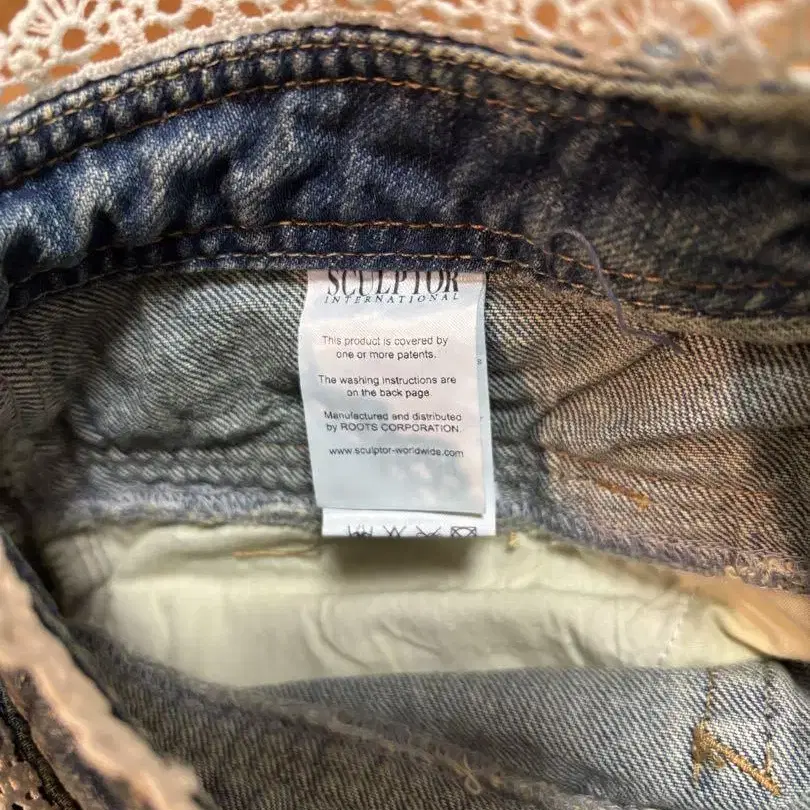 SCULPTOR
INTERNATIONAL
This product is covered by
one or more patents.
The washing instructions are
on the back page.
Manufactured and distributed
by ROOTS CORPORATION.
www.sculptor-worldwide.com